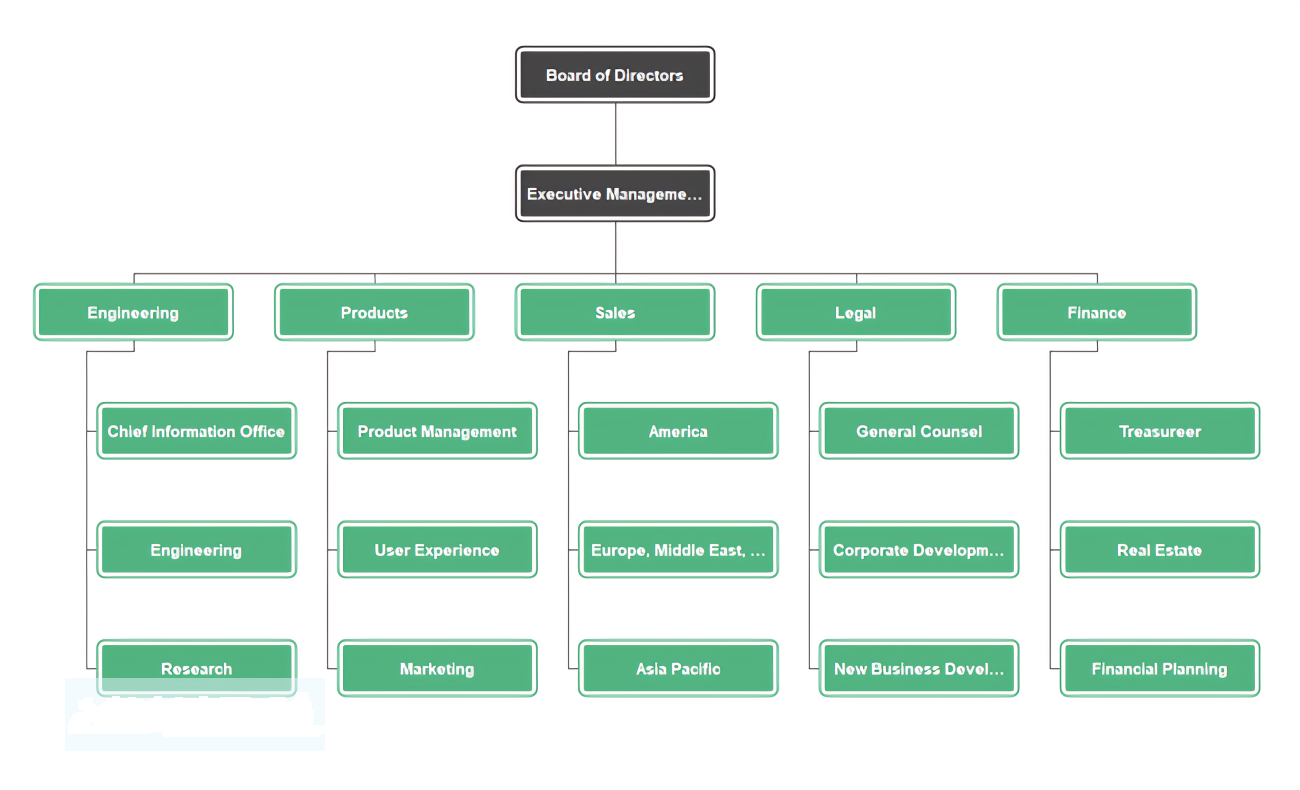 Board of Directors
Executive Manageme...
Engineering
Products
Sales
Legal
Finance
Chief Information Office
Product Management
America
General Counsel
Treasureer
Engineering
User Experience
Europe, Middle East, ...
Corporate Developm...
Real Estate
Research
Marketing
Asia Pacific
New Business Devel...
Financial Planning